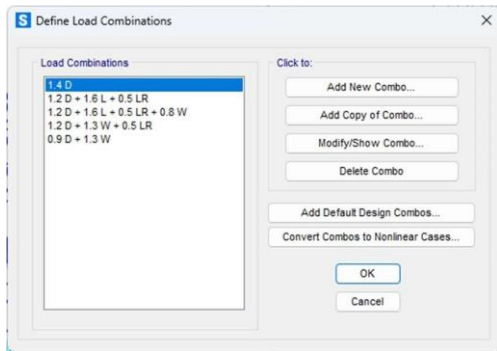 S Define Load Combinations
Load Combinations
1.4 D
1.2 D + 1.6 L + 0.5 LR
1.2 D + 1.6 L + 0.5 LR + 0.8 W
1.2 D + 1.3 W + 0.5 LR
0.9 D + 1.3 W
Click to:
Add New Combo...
Add Copy of Combo...
Modify/Show Combo...
Delete Combo
Add Default Design Combos...
Convert Combos to Nonlinear Cases...
OK
Cancel